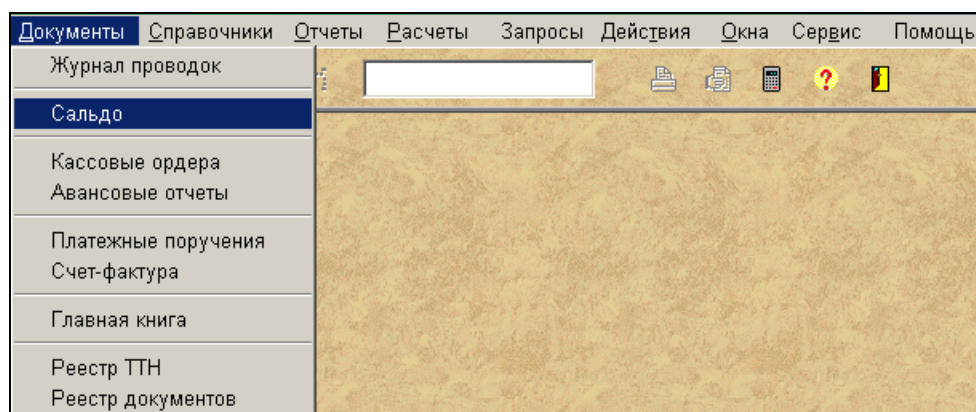 Документы Справочники Отчеты Расчеты Запросы Действия Окна Сервис Помощь
Журнал проводок
Сальдо
Кассовые ордера
Авансовые отчеты
Платежные поручения
Счет-фактура
Главная книга
Реестр ТТН
Реестр документов